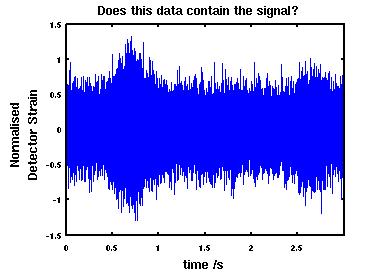 Does this data contain the signal?
1.5
1
0.5
0
-0.5
-1
-1.5
Normalised
Detector Strain
0 0.5 1 1.5 2 2.5
time /s